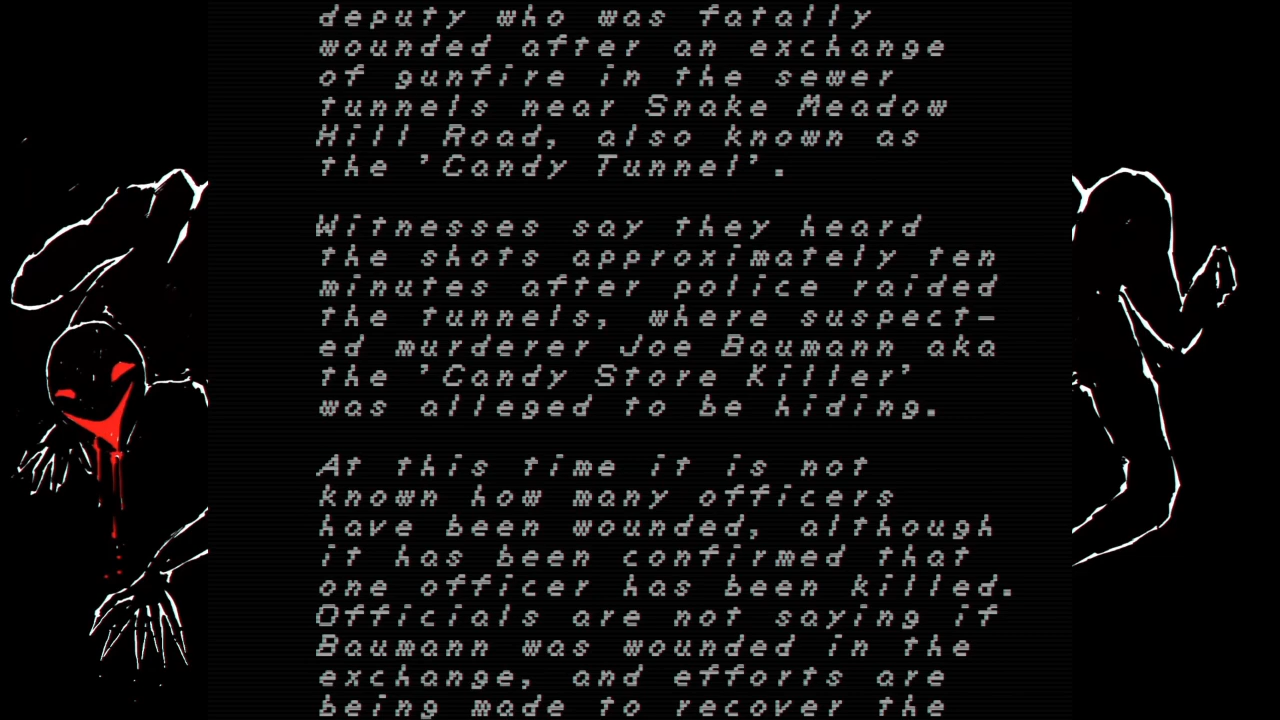 deputy who was fatally
wounded after an exchange
of gunfire in the sewer
tunnels near Snake Meadow
Hill Road, also known as
the 'Candy Tunnel'.
Witnesses say they heard
the shots approximately ten
minutes after police raided
the tunnels, where suspect-
ed murderer Joe Baumann aka
the 'Candy Store Killer'
was alleged to be hiding.
At this time it is not
known how many officers
have been wounded, although
it has been confirmed that
one officer has been killed.
Officials are not saying if
Baumann was wounded in the
exchange, and efforts are
being made to recover the